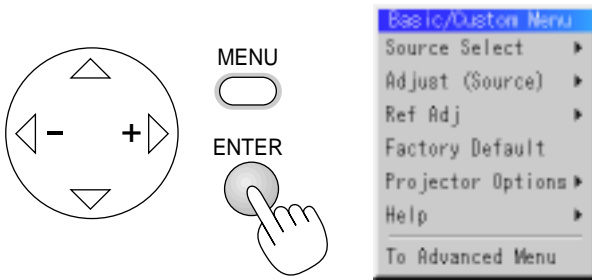 MENU
ENTER
- +
Basic/Custom Menu
Source Select
Adjust (Source)
Ref Adj
Factory Default
Projector Options
Help
To Advanced Menu